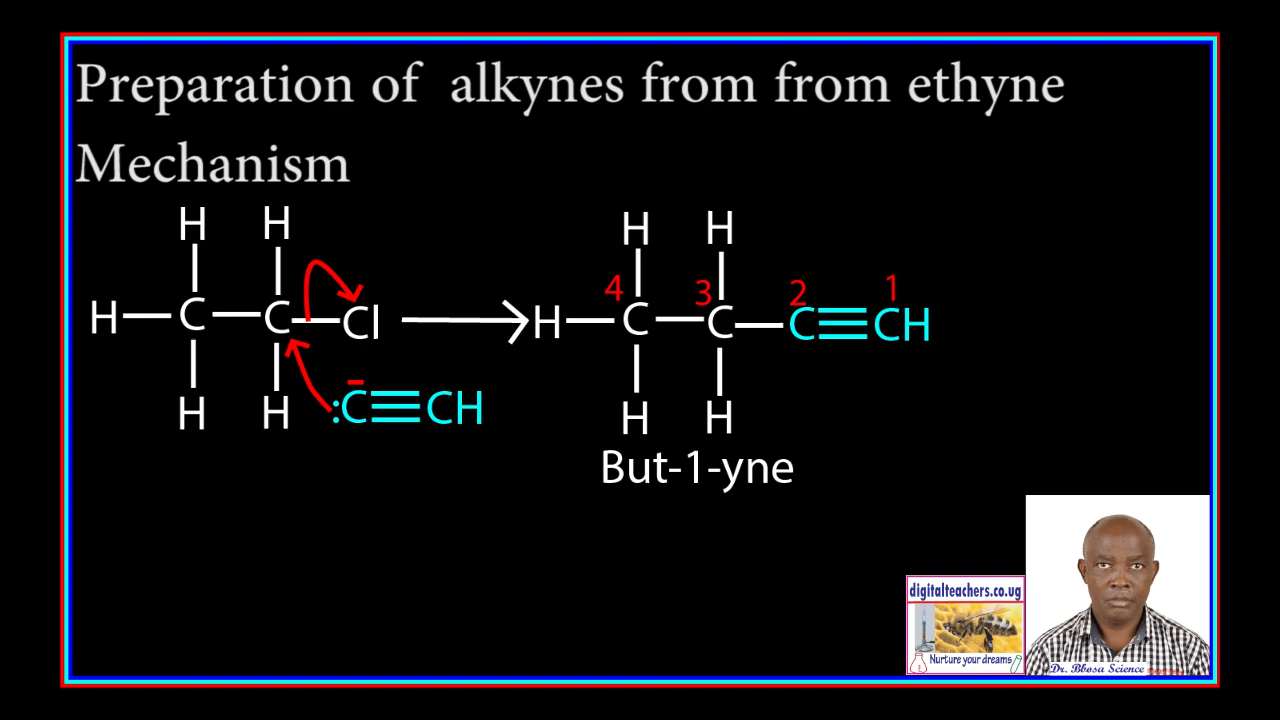 Preparation of alkynes from from ethyne
Mechanism
H H
H C C Cl
H H
:C̄≡CH
H H
4 3 2 1
H C C C≡CH
H H
But-1-yne
digitalteachers.co.ug
Nurture your dreams
Dr. Bbosa Science